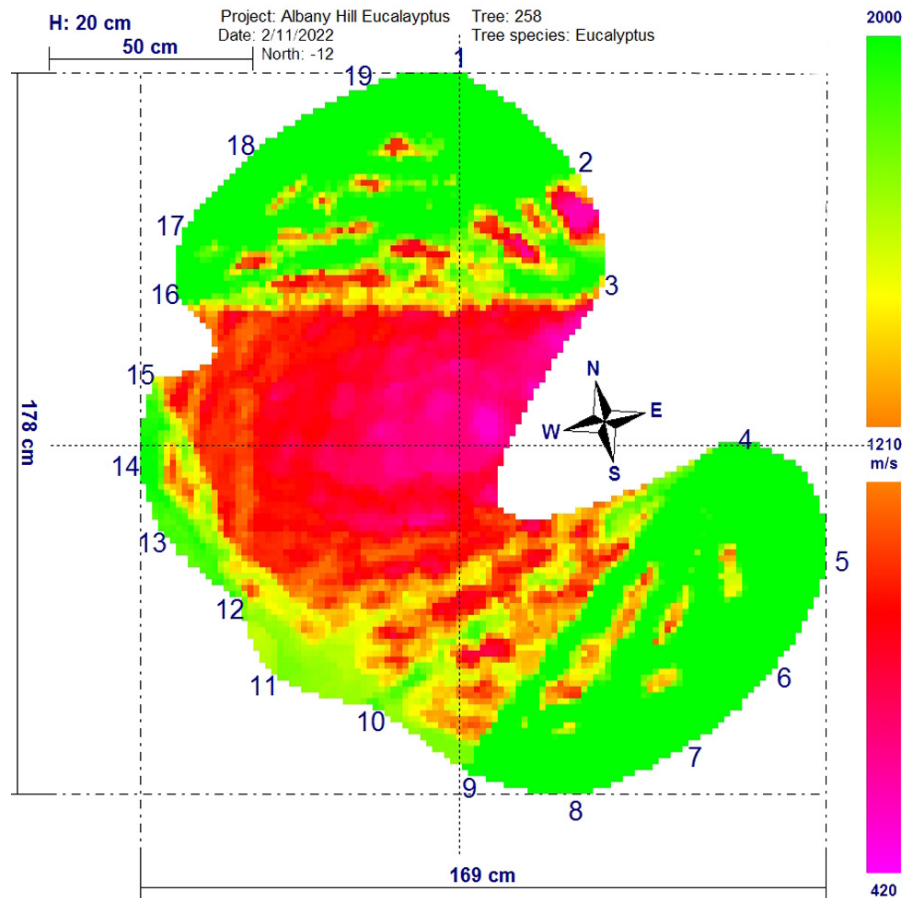 H: 20 cm
Project: Albany Hill Eucalayptus Tree: 258
Date: 2/11/2022 Tree species: Eucalyptus
North: -12
50 cm
2000
1
19
18
2
17
3
16
15
N
W E
S
4
1210
m/s
178 cm
14
13
5
12
11
6
10
7
9
8
169 cm
420